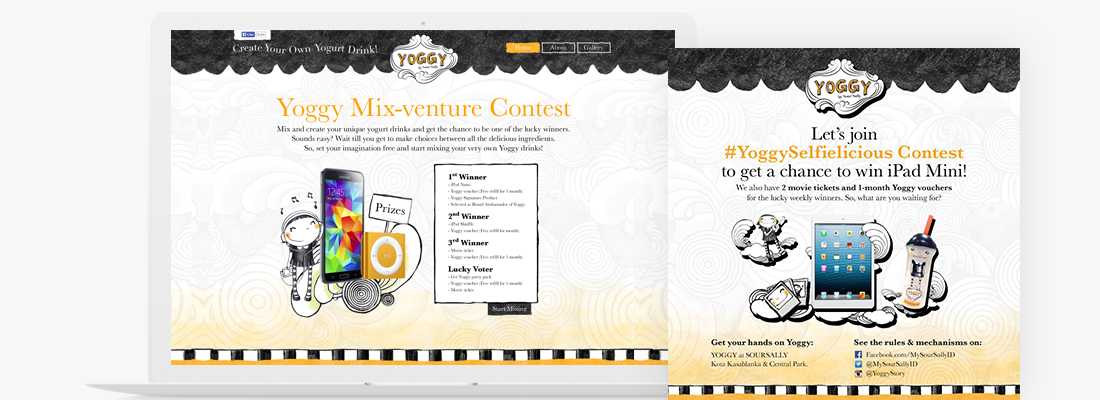 Create Your Own Yogurt Drink!
Like
YOGGY
by Sour Sally
Home
About
Gallery
Yoggy Mix-venture Contest
Mix and create your unique yogurt drinks and get the chance to be one of the lucky winners.
Sounds easy? Wait till you get to make choices between all the delicious ingredients.
So, set your imagination free and start mixing your very own Yoggy drinks!
12:45
Prizes
1st Winner
- iPad Nano
- Yoggy voucher (Free refill for 1 month)
- Yoggy Signature Product
- Selected as Brand Ambassador of Yoggy
2nd Winner
- iPod Shuffle
- Yoggy voucher (Free refill for month)
3rd Winner
- Movie ticket
- Yoggy voucher (Free refill for 1 month)
Lucky Voter
- Get Yoggy party pack
- Yoggy voucher (Free refill for 1 month)
- Movie ticket
Start Mixing
YOGGY
by Sour Sally
Let's join
#YoggySelfielicious Contest
to get a chance to win iPad Mini!
We also have 2 movie tickets and 1-month Yoggy vouchers
for the lucky weekly winners. So, what are you waiting for?
YOGGY
Get your hands on Yoggy:
YOGGY at SOURSALLY
Kota Kasablanka & Central Park.
See the rules & mechanisms on:
Facebook.com/MySourSallyID
@MySourSallyID
@YoggyStory